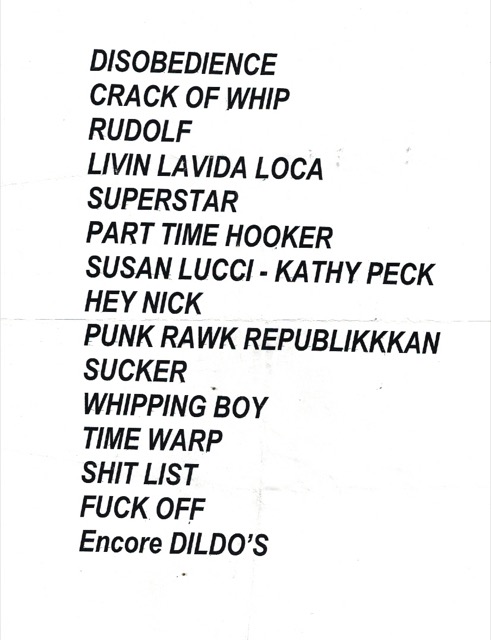 DISOBEDIENCE
CRACK OF WHIP
RUDOLF
LIVIN LAVIDA LOCA
SUPERSTAR
PART TIME HOOKER
SUSAN LUCCI - KATHY PECK
HEY NICK
PUNK RAWK REPUBLIKKKAN
SUCKER
WHIPPING BOY
TIME WARP
SHIT LIST
FUCK OFF
Encore DILDO'S